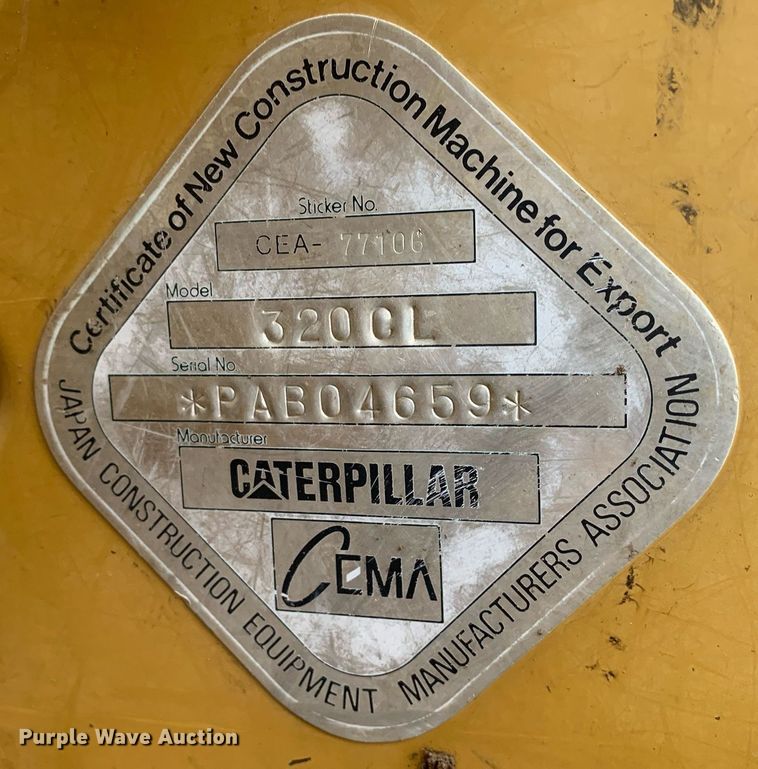 Certificate of New Construction Machine for Export
Sticker No.
CEA- 77106
Model
320CL
Serial No
*PAB04659*
Manufacturer
CATERPILLAR
CEMA
JAPAN CONSTRUCTION EQUIPMENT MANUFACTURERS ASSOCIATION
Purple Wave Auction